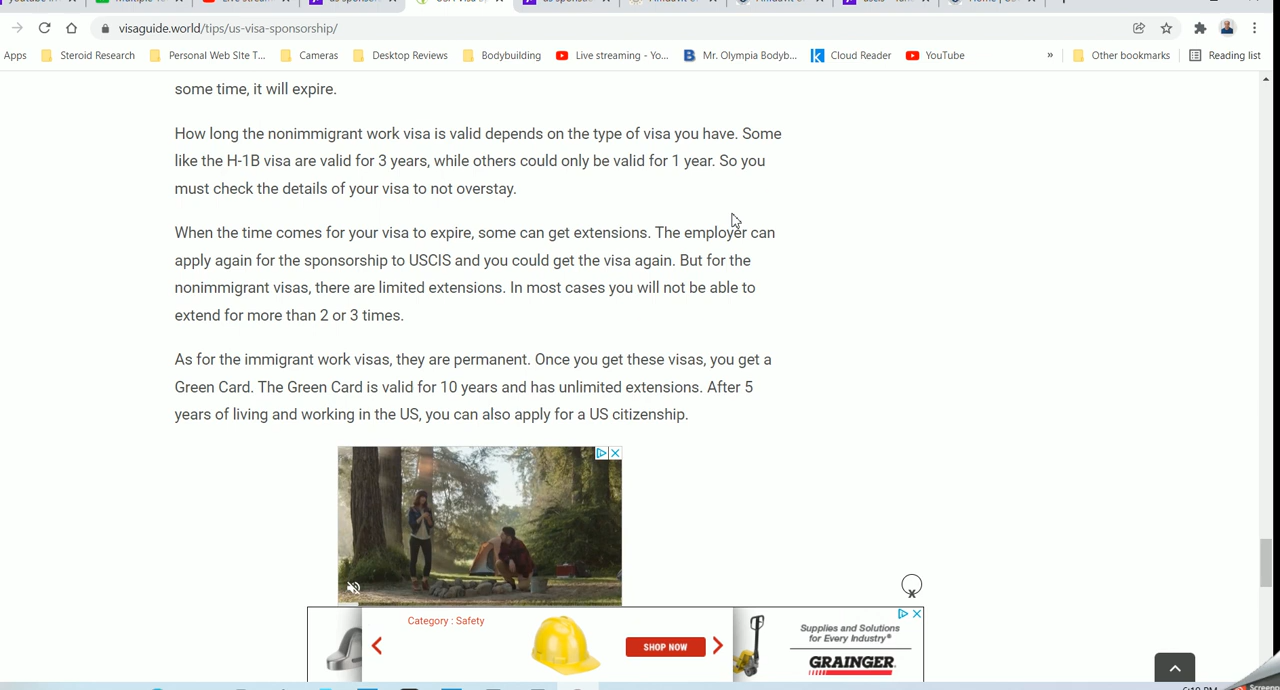 visaguide.world/tips/us-visa-sponsorship/
Apps Steroid Research Personal Web SIte T... Cameras Desktop Reviews Bodybuilding Live streaming - Yo... Mr. Olympia Bodyb... Cloud Reader YouTube » Other bookmarks Reading list
some time, it will expire.
How long the nonimmigrant work visa is valid depends on the type of visa you have. Some
like the H-1B visa are valid for 3 years, while others could only be valid for 1 year. So you
must check the details of your visa to not overstay.
When the time comes for your visa to expire, some can get extensions. The employer can
apply again for the sponsorship to USCIS and you could get the visa again. But for the
nonimmigrant visas, there are limited extensions. In most cases you will not be able to
extend for more than 2 or 3 times.
As for the immigrant work visas, they are permanent. Once you get these visas, you get a
Green Card. The Green Card is valid for 10 years and has unlimited extensions. After 5
years of living and working in the US, you can also apply for a US citizenship.
Category : Safety
SHOP NOW
Supplies and Solutions
for Every Industry®
GRAINGER